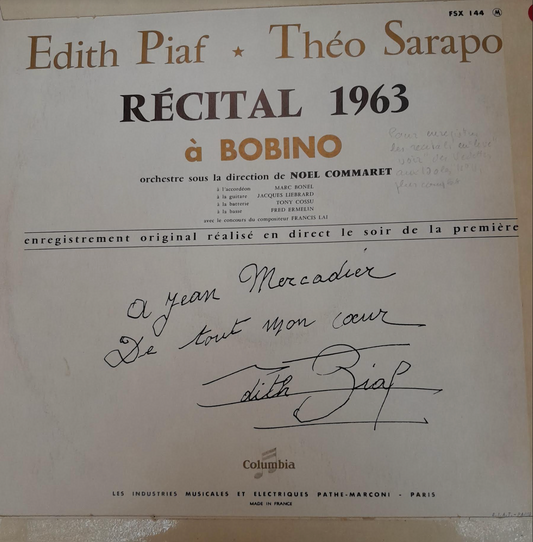 FSX 144 Ⓜ
Edith Piaf ★ Théo Sarapo
RÉCITAL 1963
à BOBINO
orchestre sous la direction de NOEL COMMARET
à l'accordéon MARC BONEL
à la guitare JACQUES LIEBRARD
à la batterie TONY COSSU
à la basse FRED ERMELIN
avec le concours du compositeur FRANCIS LAI
enregistrement original réalisé en direct le soir de la première
A Jean Mercadier
De tout mon cœur
Edith Piaf
Columbia
LES INDUSTRIES MUSICALES ET ELECTRIQUES PATHE-MARCONI - PARIS
MADE IN FRANCE